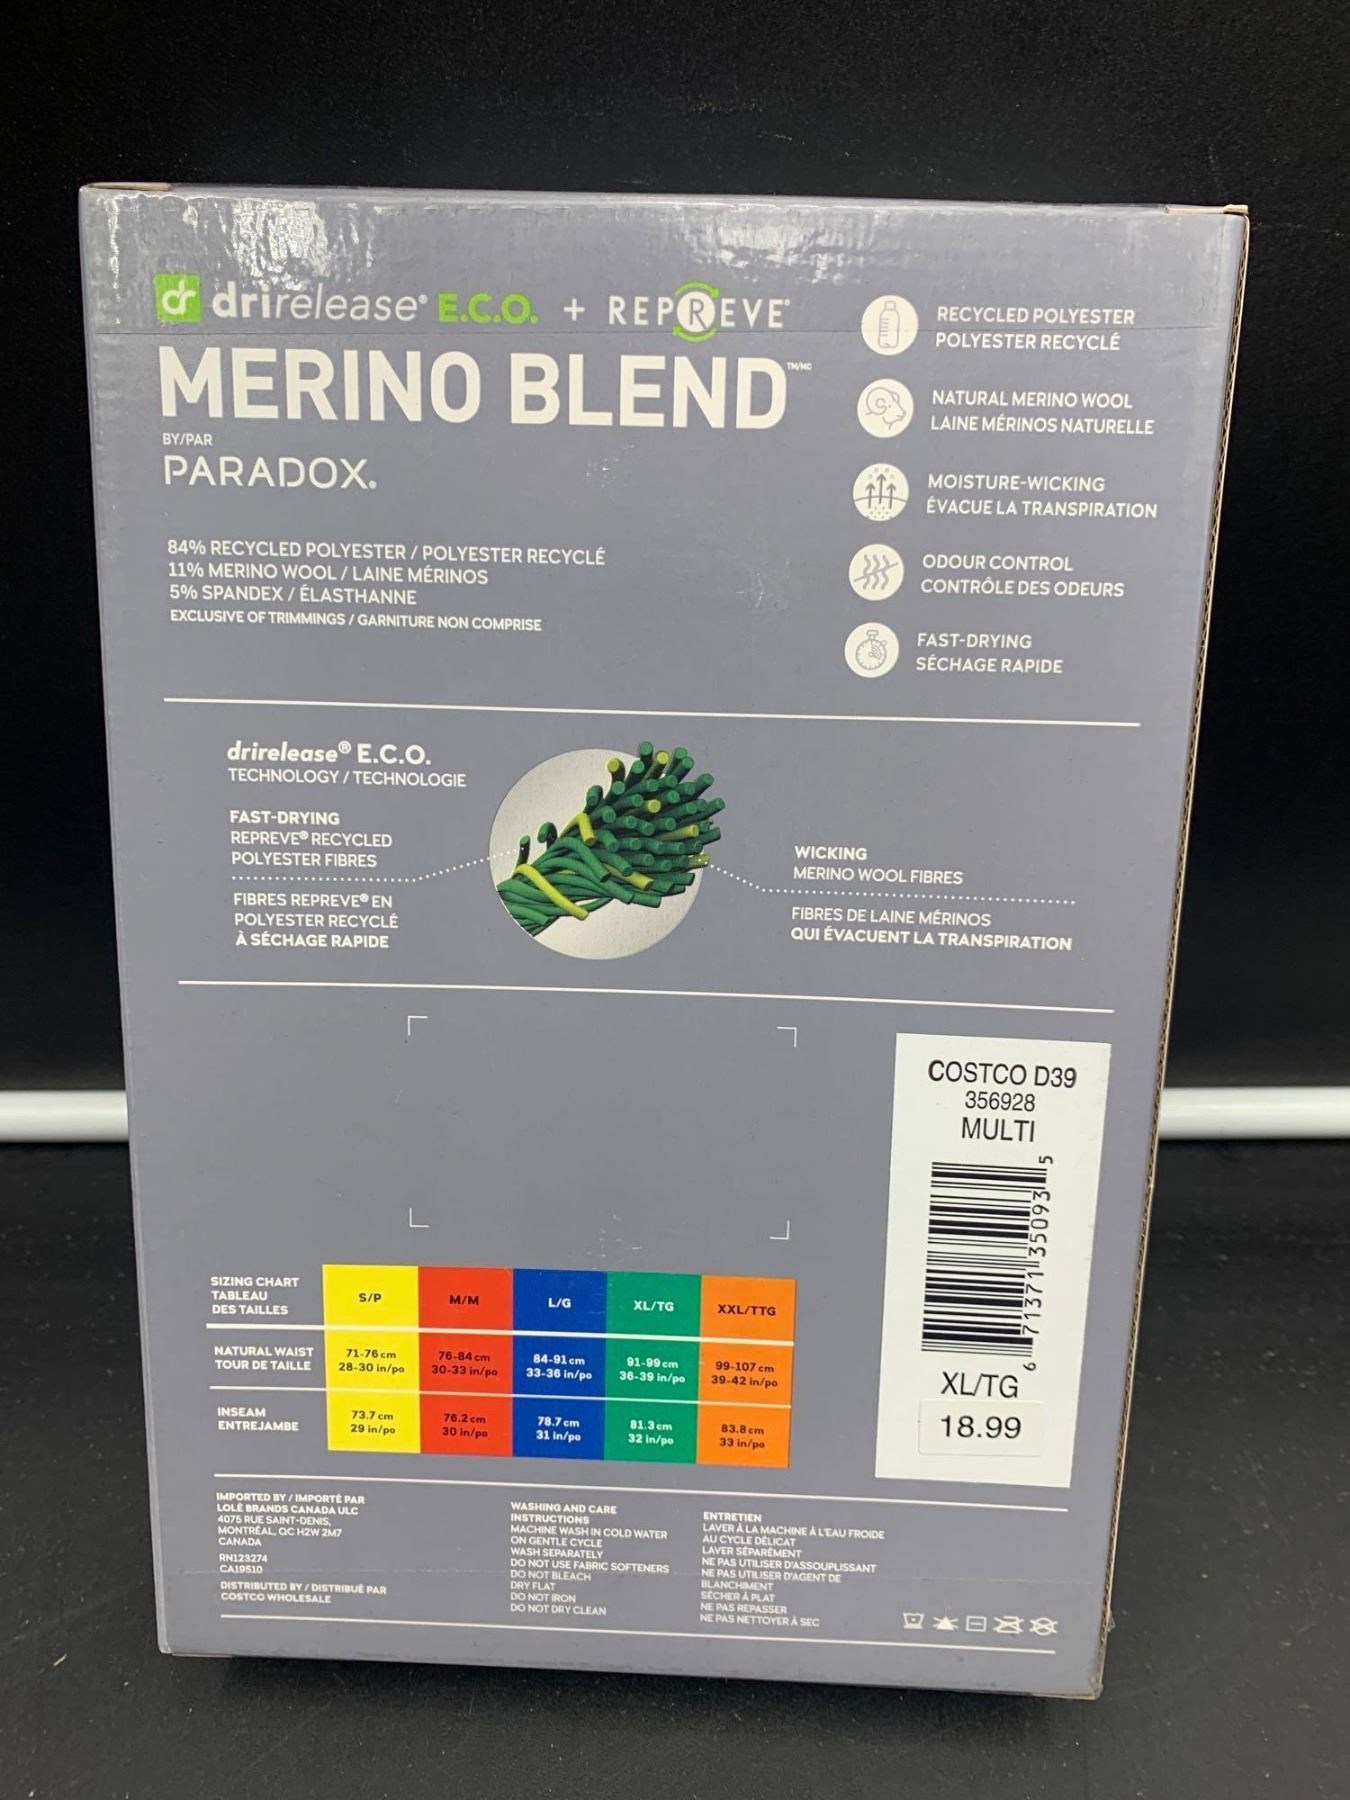 dr drirelease® E.C.O. + REPREVE®
MERINO BLEND™/MC
BY/PAR
PARADOX®
84% RECYCLED POLYESTER / POLYESTER RECYCLÉ
11% MERINO WOOL / LAINE MÉRINOS
5% SPANDEX / ÉLASTHANNE
EXCLUSIVE OF TRIMMINGS / GARNITURE NON COMPRISE
RECYCLED POLYESTER
POLYESTER RECYCLÉ
NATURAL MERINO WOOL
LAINE MÉRINOS NATURELLE
MOISTURE-WICKING
ÉVACUE LA TRANSPIRATION
ODOUR CONTROL
CONTRÔLE DES ODEURS
FAST-DRYING
SÉCHAGE RAPIDE
drirelease® E.C.O.
TECHNOLOGY / TECHNOLOGIE
FAST-DRYING
REPREVE® RECYCLED
POLYESTER FIBRES
FIBRES REPREVE® EN
POLYESTER RECYCLÉ
À SÉCHAGE RAPIDE
WICKING
MERINO WOOL FIBRES
FIBRES DE LAINE MÉRINOS
QUI ÉVACUENT LA TRANSPIRATION
COSTCO D39
356928
MULTI
6 71371 35093 5
XL/TG
18.99
SIZING CHART
TABLEAU
DES TAILLES
S/P M/M L/G XL/TG XXL/TTG
NATURAL WAIST
TOUR DE TAILLE
71-76 cm 76-84 cm 84-91 cm 91-99 cm 99-107 cm
28-30 in/po 30-33 in/po 33-36 in/po 36-39 in/po 39-42 in/po
INSEAM
ENTREJAMBE
73.7 cm 76.2 cm 78.7 cm 81.3 cm 83.8 cm
29 in/po 30 in/po 31 in/po 32 in/po 33 in/po
IMPORTED BY / IMPORTÉ PAR
LOLË BRANDS CANADA ULC
4075 RUE SAINT-DENIS,
MONTRÉAL, QC H2W 2M7
CANADA
RN123274
CA19510
DISTRIBUTED BY / DISTRIBUÉ PAR
COSTCO WHOLESALE
WASHING AND CARE
INSTRUCTIONS
MACHINE WASH IN COLD WATER
ON GENTLE CYCLE
WASH SEPARATELY
DO NOT USE FABRIC SOFTENERS
DO NOT BLEACH
DRY FLAT
DO NOT IRON
DO NOT DRY CLEAN
ENTRETIEN
LAVER À LA MACHINE À L'EAU FROIDE
AU CYCLE DÉLICAT
LAVER SÉPARÉMENT
NE PAS UTILISER D'ASSOUPLISSANT
NE PAS UTILISER D'AGENT DE
BLANCHIMENT
SÉCHER À PLAT
NE PAS REPASSER
NE PAS NETTOYER À SEC